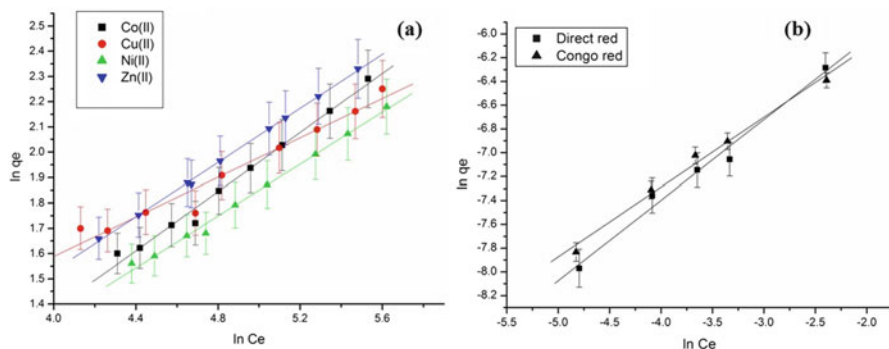 (a)
Co(II)
Cu(II)
Ni(II)
Zn(II)
2.5
2.4
2.3
2.2
2.1
2.0
1.9
1.8
1.7
1.6
1.5
1.4
ln qe
4.0 4.4 4.8 5.2 5.6
ln Ce
(b)
Direct red
Congo red
-6.0
-6.2
-6.4
-6.6
-6.8
-7.0
-7.2
-7.4
-7.6
-7.8
-8.0
-8.2
ln qe
-5.5 -5.0 -4.5 -4.0 -3.5 -3.0 -2.5 -2.0
ln Ce